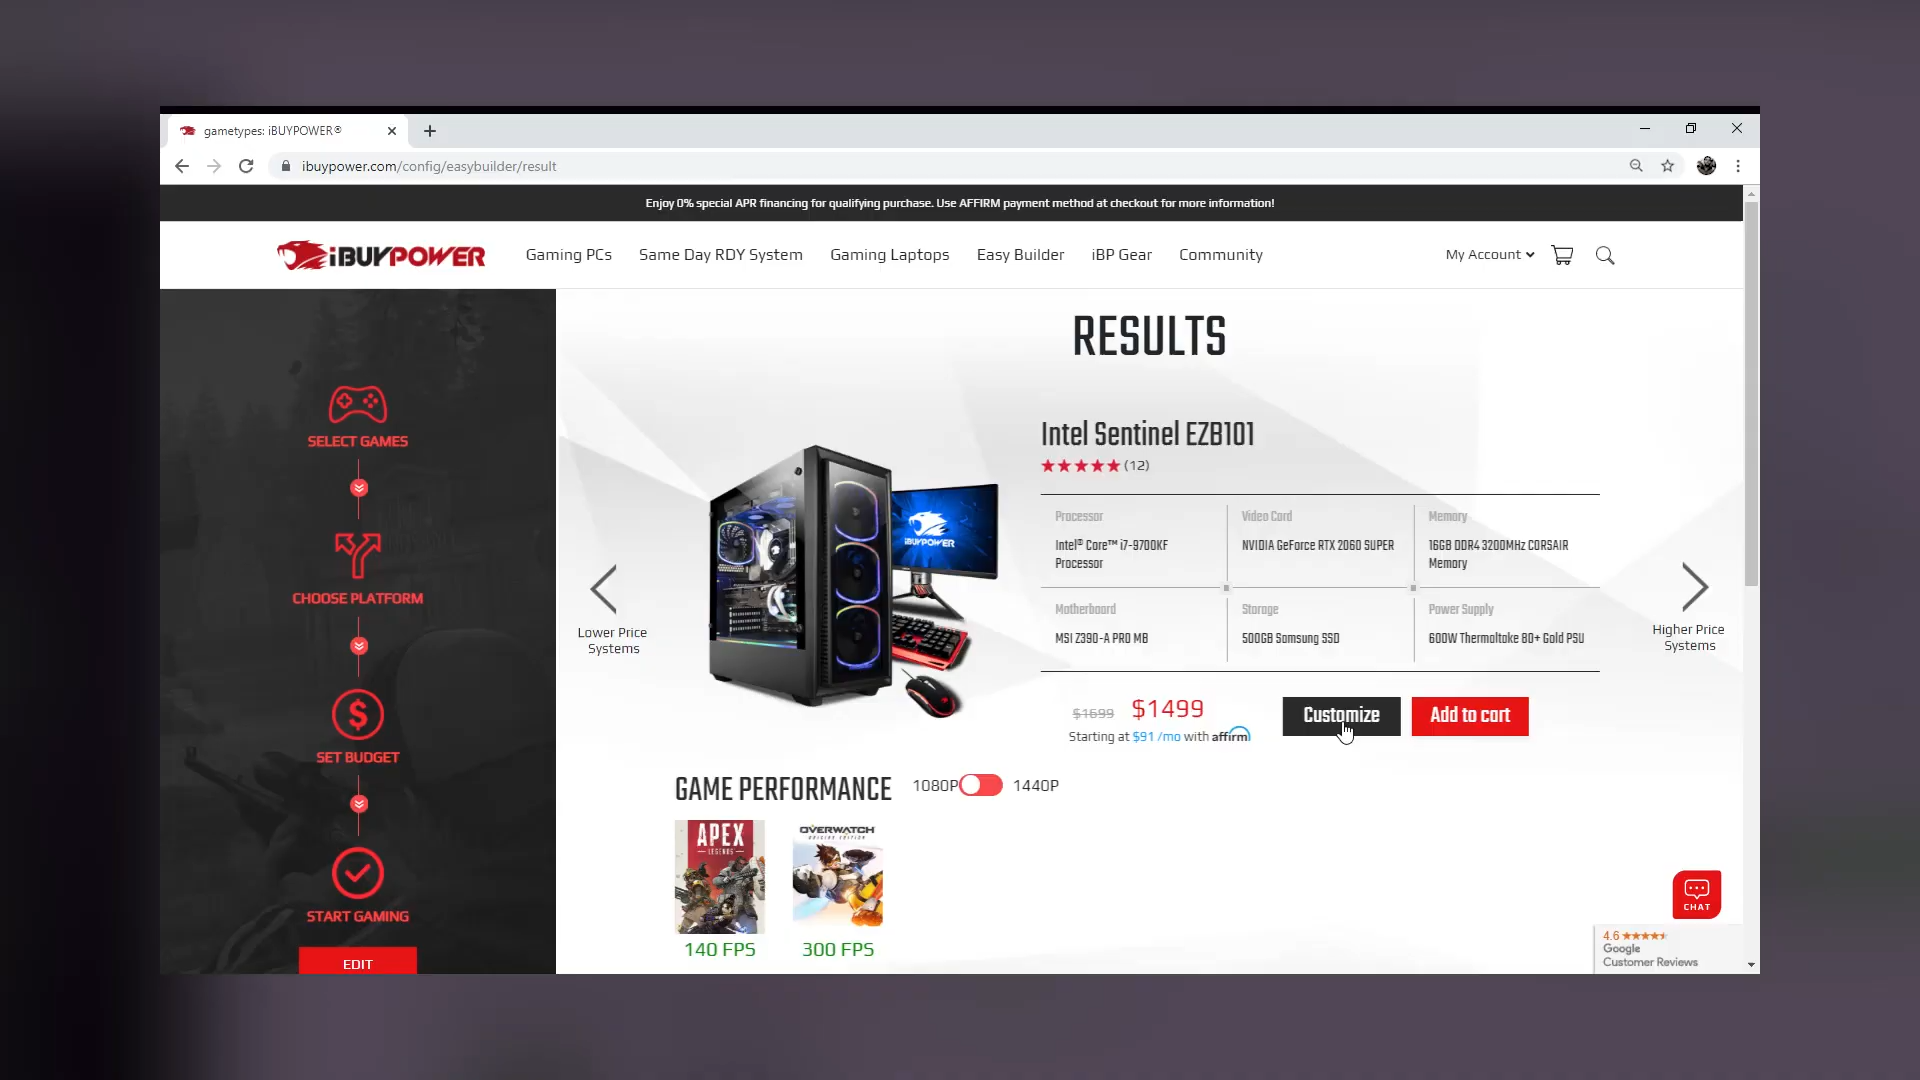 gametypes: iBUYPOWER®
ibuypower.com/config/easybuilder/result
Enjoy 0% special APR financing for qualifying purchase. Use AFFIRM payment method at checkout for more information!
iBUYPOWER
Gaming PCs
Same Day RDY System
Gaming Laptops
Easy Builder
iBP Gear
Community
My Account
SELECT GAMES
CHOOSE PLATFORM
SET BUDGET
START GAMING
EDIT
RESULTS
Lower Price
Systems
iBUYPOWER
Intel Sentinel EZB101
(12)
Processor
Intel® Core™ i7-9700KF
Processor
Video Card
NVIDIA GeForce RTX 2060 SUPER
Memory
16GB DDR4 3200MHz CORSAIR
Memory
Motherboard
MSI Z390-A PRO MB
Storage
500GB Samsung SSD
Power Supply
600W Thermaltake 80+ Gold PSU
Higher Price
Systems
$1699 $1499
Starting at $91 /mo with affirm
Customize
Add to cart
GAME PERFORMANCE
1080P
1440P
APEX
LEGENDS
140 FPS
OVERWATCH
ORIGINS EDITION
300 FPS
CHAT
4.6
Google
Customer Reviews